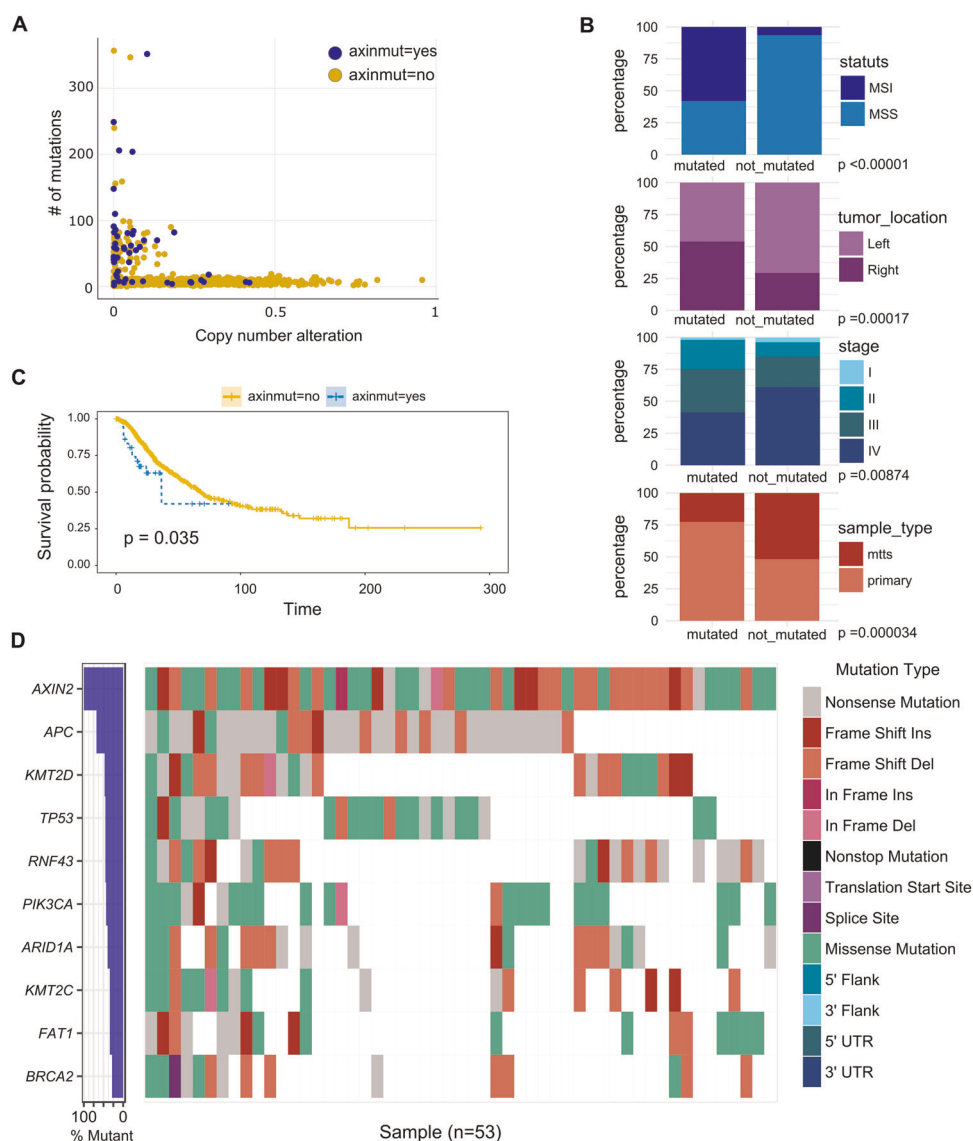 A
axinmut=yes
axinmut=no
# of mutations
300
200
100
0
0
0.5
1
Copy number alteration
B
percentage
100
75
50
25
0
mutated
not_mutated
statuts
MSI
MSS
p <0.00001
percentage
100
75
50
25
0
mutated
not_mutated
tumor_location
Left
Right
p =0.00017
percentage
100
75
50
25
0
mutated
not_mutated
stage
I
II
III
IV
p =0.00874
percentage
100
75
50
25
0
mutated
not_mutated
sample_type
mtts
primary
p =0.000034
C
axinmut=no
axinmut=yes
Survival probability
1.00
0.75
0.50
0.25
0.00
p = 0.035
0
100
200
300
Time
D
AXIN2
APC
KMT2D
TP53
RNF43
PIK3CA
ARID1A
KMT2C
FAT1
BRCA2
100 0
% Mutant
Sample (n=53)
Mutation Type
Nonsense Mutation
Frame Shift Ins
Frame Shift Del
In Frame Ins
In Frame Del
Nonstop Mutation
Translation Start Site
Splice Site
Missense Mutation
5' Flank
3' Flank
5' UTR
3' UTR